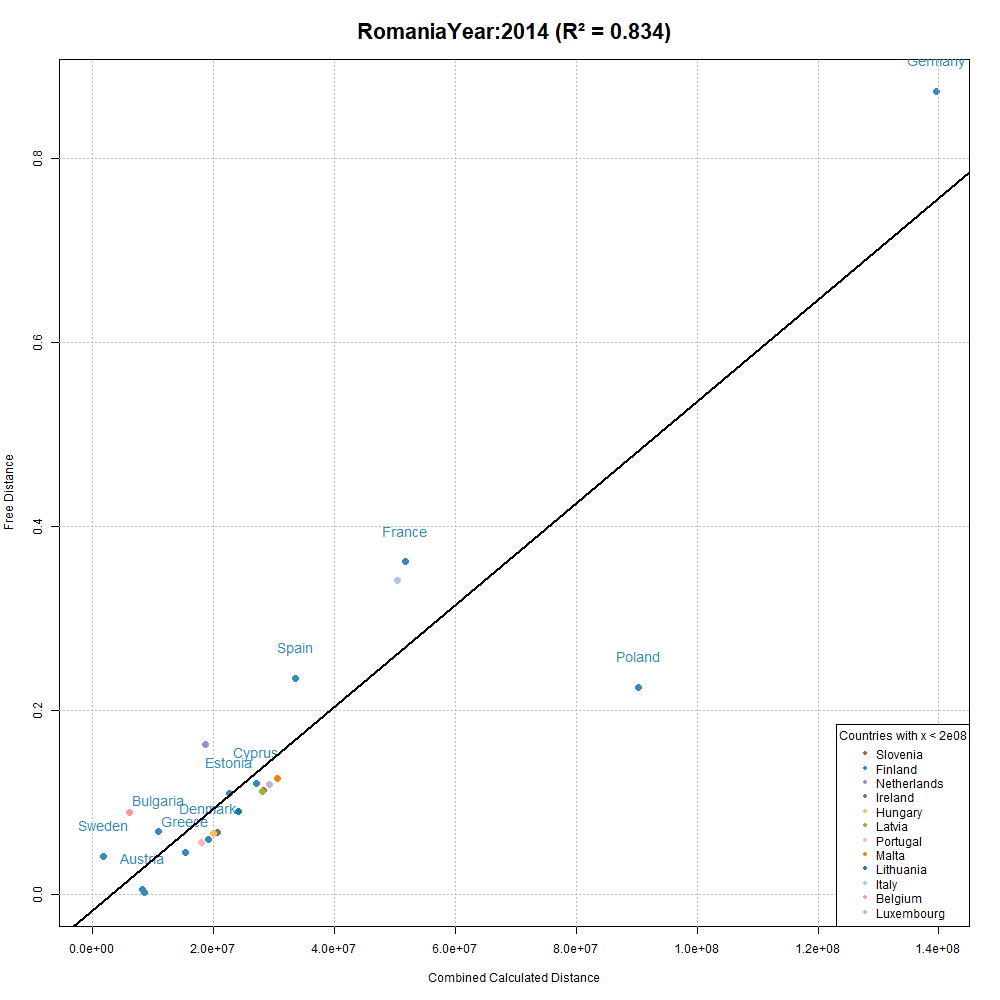 RomaniaYear:2014 (R² = 0.834)
Germany
0.8
0.6
Free Distance
0.4
France
Spain
Poland
0.2
Cyprus
Estonia
Bulgaria
Denmark
Greece
Sweden
Austria
0.0
Countries with x < 2e08
Slovenia
Finland
Netherlands
Ireland
Hungary
Latvia
Portugal
Malta
Lithuania
Italy
Belgium
Luxembourg
0.0e+00 2.0e+07 4.0e+07 6.0e+07 8.0e+07 1.0e+08 1.2e+08 1.4e+08
Combined Calculated Distance